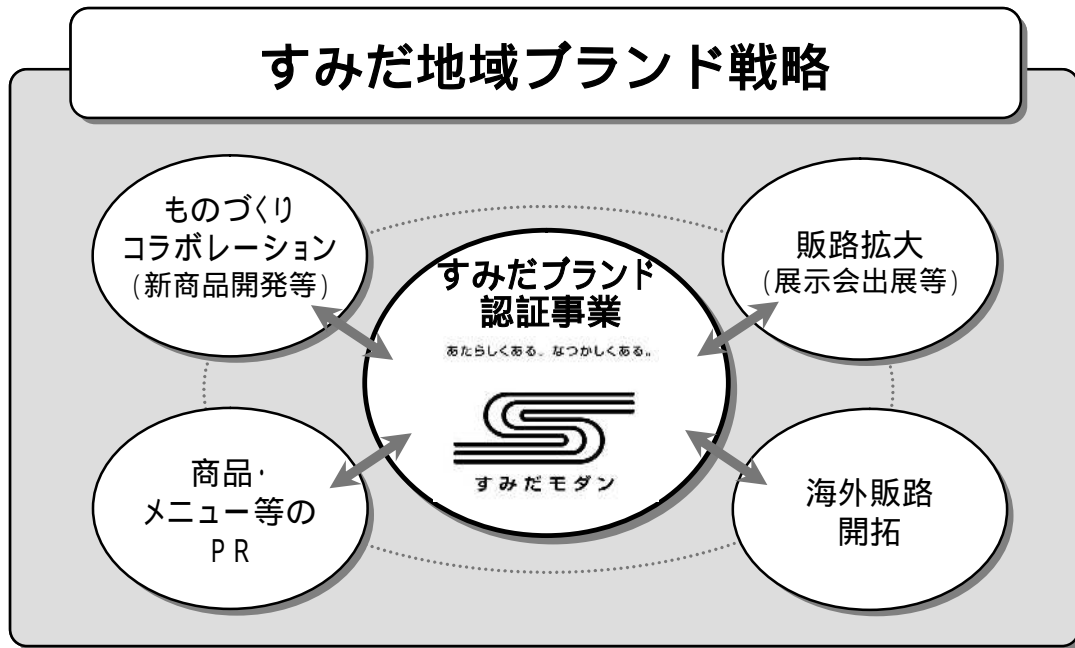 すみだ地域ブランド戦略
ものづくり
コラボレーション
(新商品開発等)
販路拡大
(展示会出展等)
すみだブランド
認証事業
あたらしくある。なつかしくある。
すみだモダン
商品・
メニュー等の
PR
海外販路
開拓